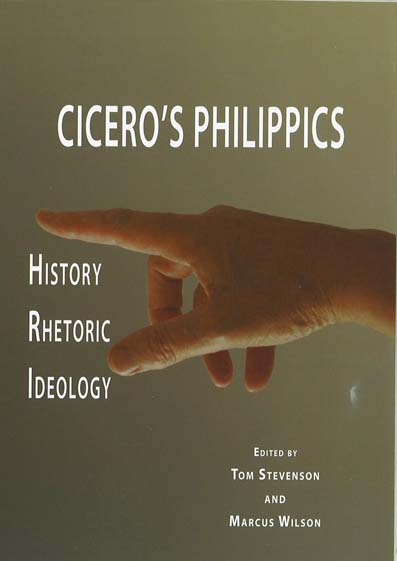 CICERO'S PHILIPPICS
HISTORY
RHETORIC
IDEOLOGY
EDITED BY
TOM STEVENSON
AND
MARCUS WILSON